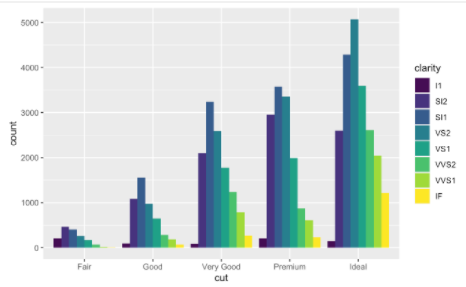 5000
4000
3000
2000
1000
0
count
Fair Good Very Good Premium Ideal
cut
clarity
I1
SI2
SI1
VS2
VS1
VVS2
VVS1
IF